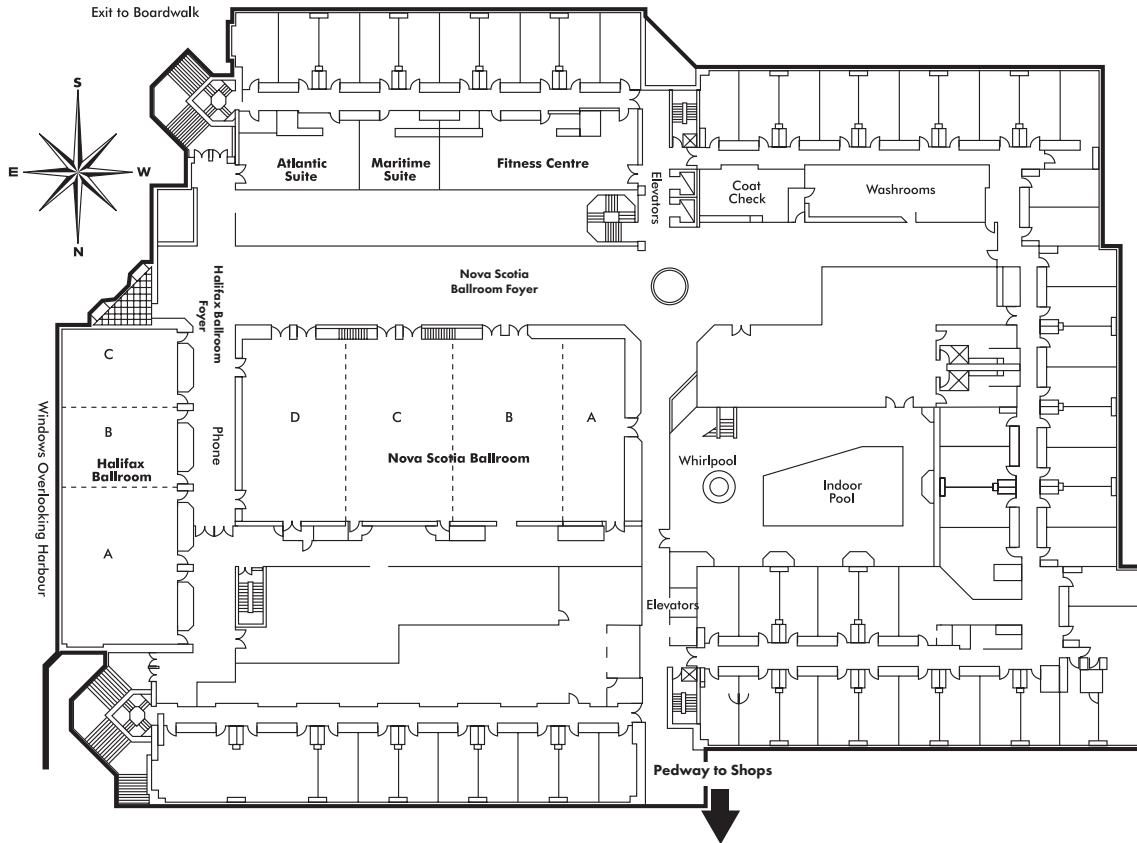 Exit to Boardwalk
S
E
W
N
Atlantic
Suite
Maritime
Suite
Fitness Centre
Elevators
Coat
Check
Washrooms
Nova Scotia
Ballroom Foyer
Halifax Ballroom
Foyer
C
B
Halifax
Ballroom
A
Windows Overlooking Harbour
Phone
D
C
B
A
Nova Scotia Ballroom
Whirlpool
Indoor
Pool
Elevators
Pedway to Shops